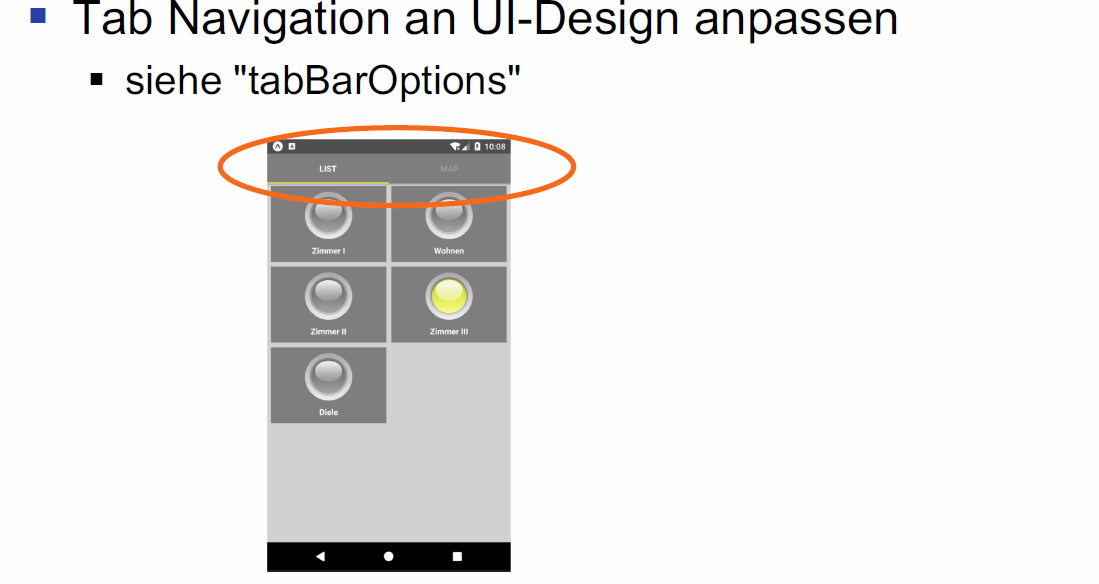 Tab Navigation an UI-Design anpassen
siehe "tabBarOptions"
10:08
LIST MAP
Zimmer I Wohnen
Zimmer II Zimmer III
Diele